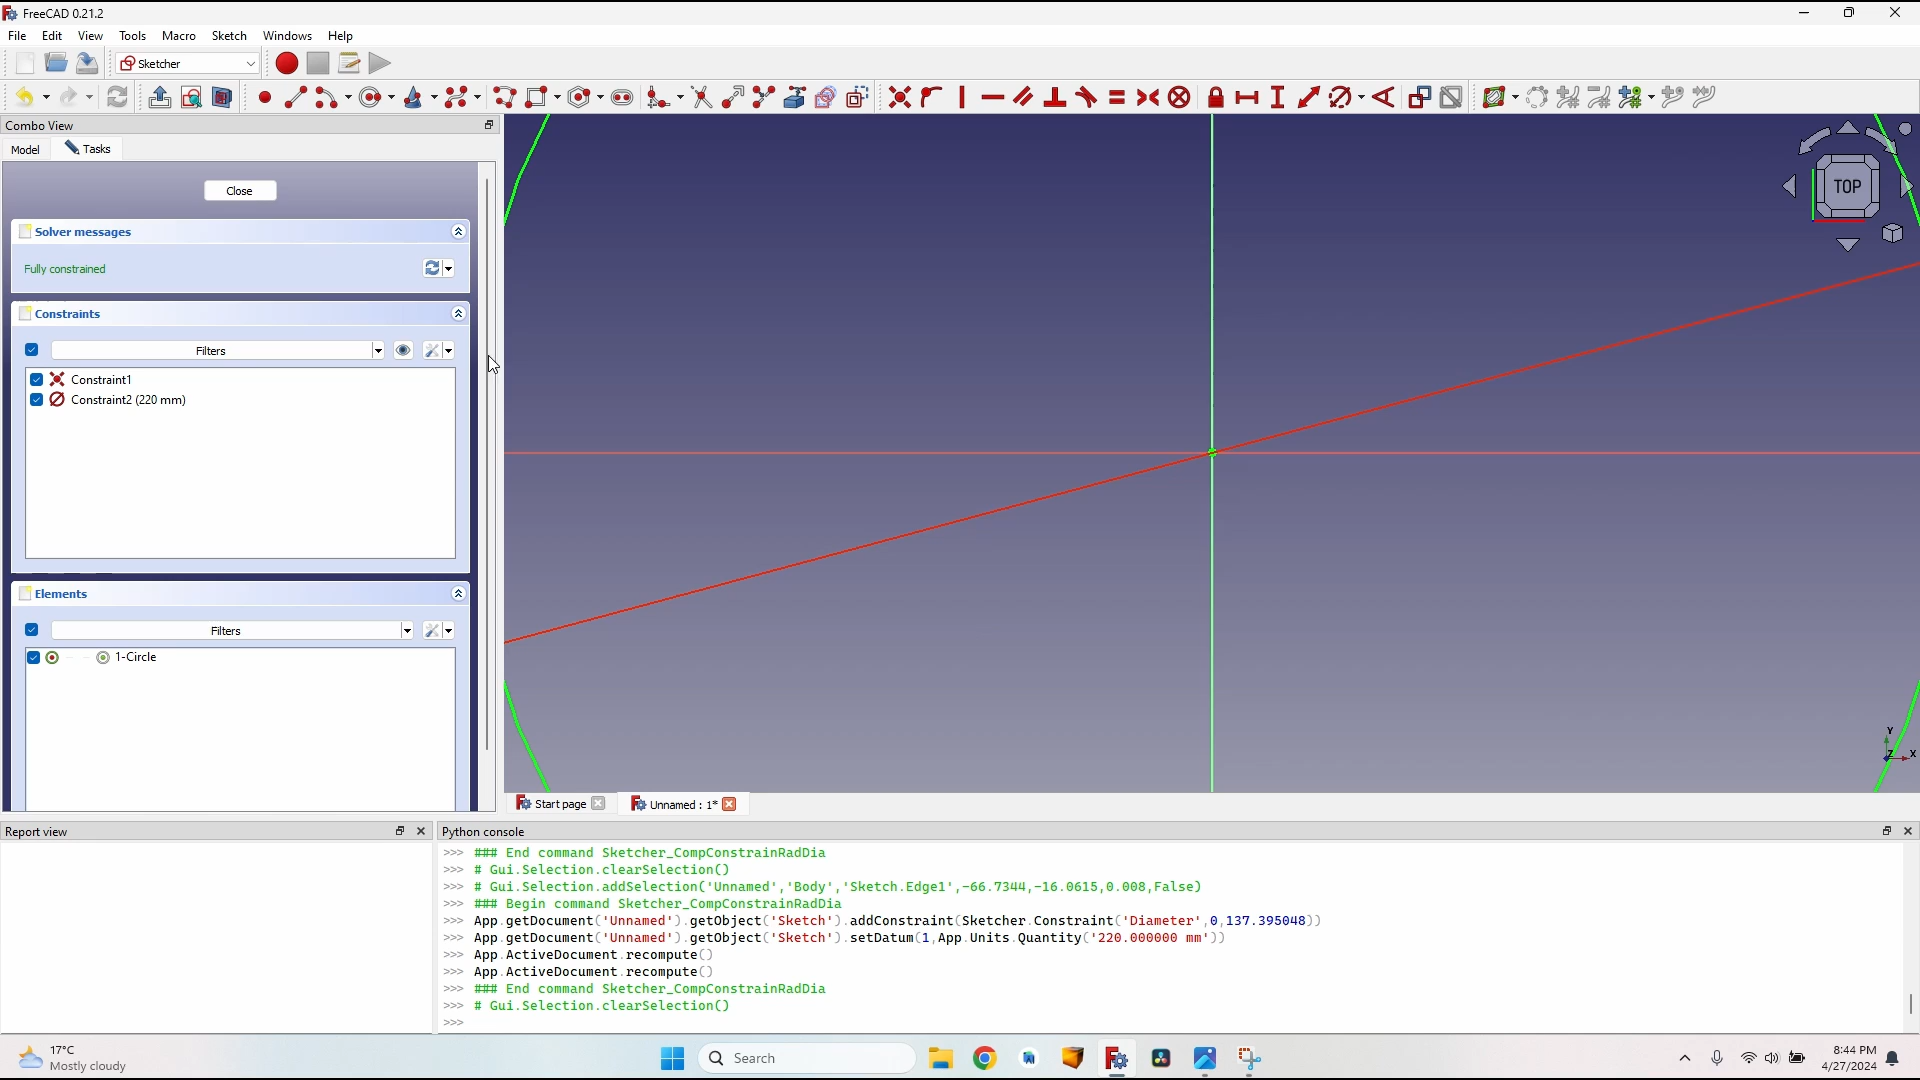 FreeCAD 0.21.2
File Edit View Tools Macro Sketch Windows Help
Sketcher
Combo View
Model Tasks
Close
Solver messages
Fully constrained
Constraints
Filters
Constraint1
Constraint2 (220 mm)
Elements
Filters
1-Circle
TOP
Y
Z X
Start page Unnamed : 1*
Report view
Python console
>>> ### End command Sketcher_CompConstrainRadDia
>>> # Gui.Selection.clearSelection()
>>> # Gui.Selection.addSelection('Unnamed','Body','Sketch.Edge1',-66.7344,-16.0615,0.008,False)
>>> ### Begin command Sketcher_CompConstrainRadDia
>>> App.getDocument('Unnamed').getObject('Sketch').addConstraint(Sketcher.Constraint('Diameter',0,137.395048))
>>> App.getDocument('Unnamed').getObject('Sketch').setDatum(1,App.Units.Quantity('220.000000 mm'))
>>> App.ActiveDocument.recompute()
>>> App.ActiveDocument.recompute()
>>> ### End command Sketcher_CompConstrainRadDia
>>> # Gui.Selection.clearSelection()
>>>
17°C
Mostly cloudy
Search
8:44 PM
4/27/2024